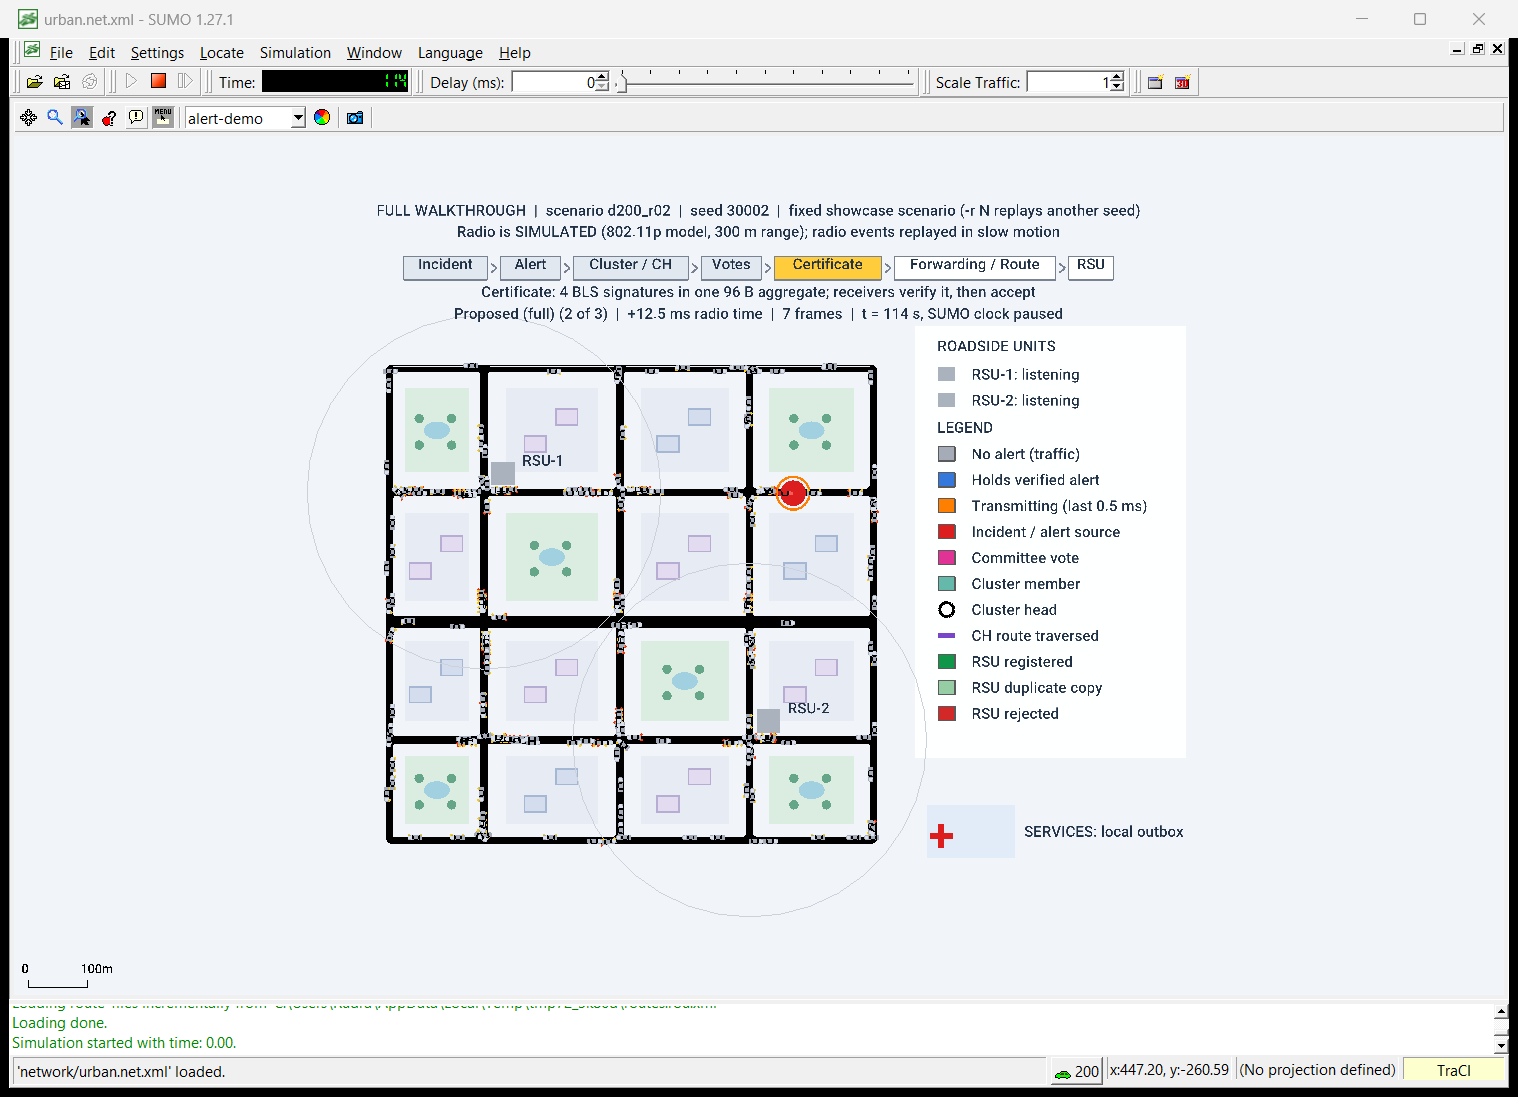 urban.net.xml - SUMO 1.27.1
File Edit Settings Locate Simulation Window Language Help
Time: 114 Delay (ms): 0 Scale Traffic: 1
MENU alert-demo
FULL WALKTHROUGH | scenario d200_r02 | seed 30002 | fixed showcase scenario (-r N replays another seed)
Radio is SIMULATED (802.11p model, 300 m range); radio events replayed in slow motion
Incident > Alert > Cluster / CH > Votes > Certificate > Forwarding / Route > RSU
Certificate: 4 BLS signatures in one 96 B aggregate; receivers verify it, then accept
Proposed (full) (2 of 3) | +12.5 ms radio time | 7 frames | t = 114 s, SUMO clock paused
ROADSIDE UNITS
RSU-1: listening
RSU-2: listening
LEGEND
No alert (traffic)
Holds verified alert
Transmitting (last 0.5 ms)
Incident / alert source
Committee vote
Cluster member
Cluster head
CH route traversed
RSU registered
RSU duplicate copy
RSU rejected
RSU-1
RSU-2
SERVICES: local outbox
0 100m
Loading done.
Simulation started with time: 0.00.
'network/urban.net.xml' loaded.
200
x:447.20, y:-260.59
(No projection defined)
TraCI